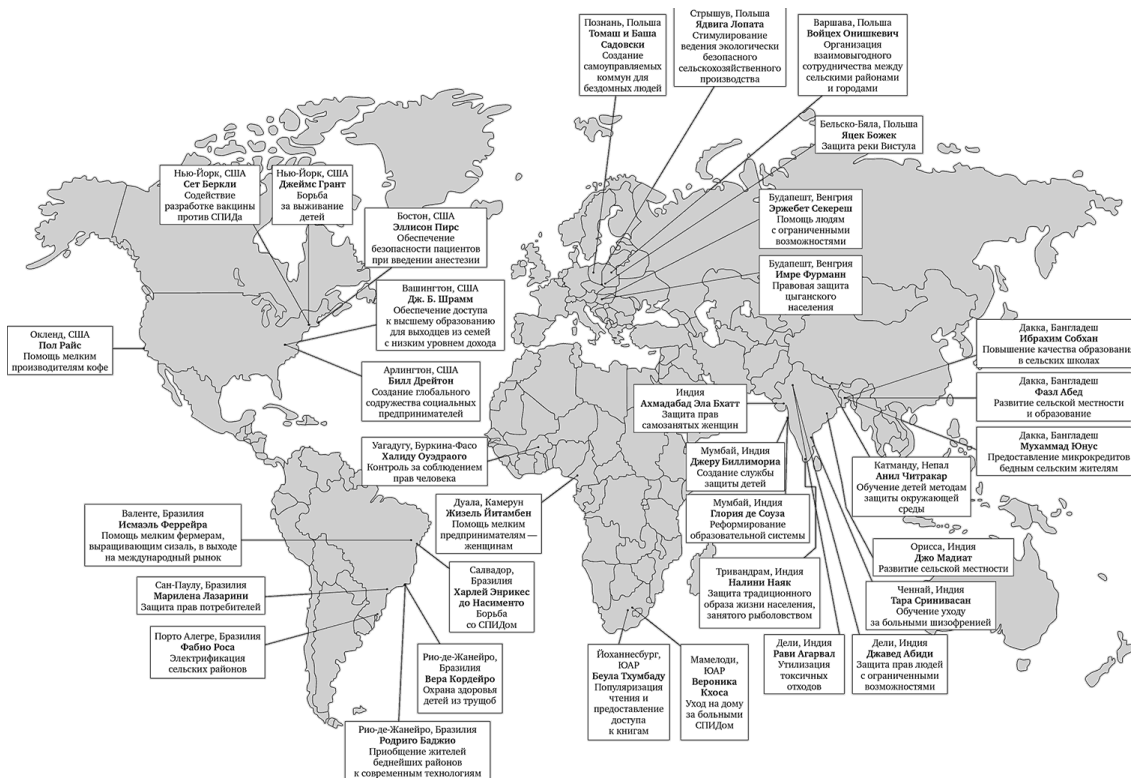 Познань, Польша
Томаш и Баша
Садовски
Создание
самоуправляемых
коммун для
бездомных людей
Стрышув, Польша
Ядвига Лопата
Стимулирование
ведения экологически
безопасного
сельскохозяйственного
производства
Варшава, Польша
Войцех Онишкевич
Организация
взаимовыгодного
сотрудничества между
сельскими районами
и городами
Бельско-Бяла, Польша
Яцек Божек
Защита реки Вистула
Нью-Йорк, США
Сет Беркли
Содействие
разработке вакцины
против СПИДа
Нью-Йорк, США
Джеймс Грант
Борьба
за выживание
детей
Бостон, США
Эллисон Пирс
Обеспечение
безопасности пациентов
при введении анестезии
Будапешт, Венгрия
Эржебет Секереш
Помощь людям
с ограниченными
возможностями
Будапешт, Венгрия
Имре Фурманн
Правовая защита
цыганского
населения
Вашингтон, США
Дж. Б. Шрамм
Обеспечение доступа
к высшему образованию
для выходцев из семей
с низким уровнем дохода
Окленд, США
Пол Райс
Помощь мелким
производителям кофе
Арлингтон, США
Билл Дрейтон
Создание глобального
содружества социальных
предпринимателей
Дакка, Бангладеш
Ибрахим Собхан
Повышение качества образования
в сельских школах
Дакка, Бангладеш
Фазл Абед
Развитие сельской местности
и образование
Дакка, Бангладеш
Мухаммад Юнус
Предоставление микрокредитов
бедным сельским жителям
Индия
Ахмадабад Эла Бхатт
Защита прав
самозанятых женщин
Уагадугу, Буркина-Фасо
Халиду Оуэдраого
Контроль за соблюдением
прав человека
Мумбай, Индия
Джеру Биллимориа
Создание службы
защиты детей
Катманду, Непал
Анил Читракар
Обучение детей методам
защиты окружающей
среды
Дуала, Камерун
Жизель Йитамбен
Помощь мелким
предпринимателям —
женщинам
Мумбай, Индия
Глория де Соуза
Реформирование
образовательной системы
Валенте, Бразилия
Исмаэль Феррейра
Помощь мелким фермерам,
выращивающим сизаль, в выходе
на международный рынок
Орисса, Индия
Джо Мадиат
Развитие сельской местности
Салвадор,
Бразилия
Харлей Энрикес
до Насименто
Борьба
со СПИДом
Тривандрам, Индия
Налини Наяк
Защита традиционного
образа жизни населения,
занятого рыболовством
Сан-Паулу, Бразилия
Марилена Лазарини
Защита прав потребителей
Ченнай, Индия
Тара Сринивасан
Обучение уходу
за больными шизофренией
Порто Алегре, Бразилия
Фабио Роса
Электрификация
сельских районов
Рио-де-Жанейро,
Бразилия
Вера Кордейро
Охрана здоровья
детей из трущоб
Йоханнесбург,
ЮАР
Беула Тхумбаду
Популяризация
чтения и
предоставление
доступа
к книгам
Мамелоди,
ЮАР
Вероника
Кхоса
Уход на дому
за больными
СПИДом
Дели, Индия
Рави Агарвал
Утилизация
токсичных
отходов
Дели, Индия
Джавед Абиди
Защита прав людей
с ограниченными
возможностями
Рио-де-Жанейро, Бразилия
Родриго Баджио
Приобщение жителей
беднейших районов
к современным технологиям